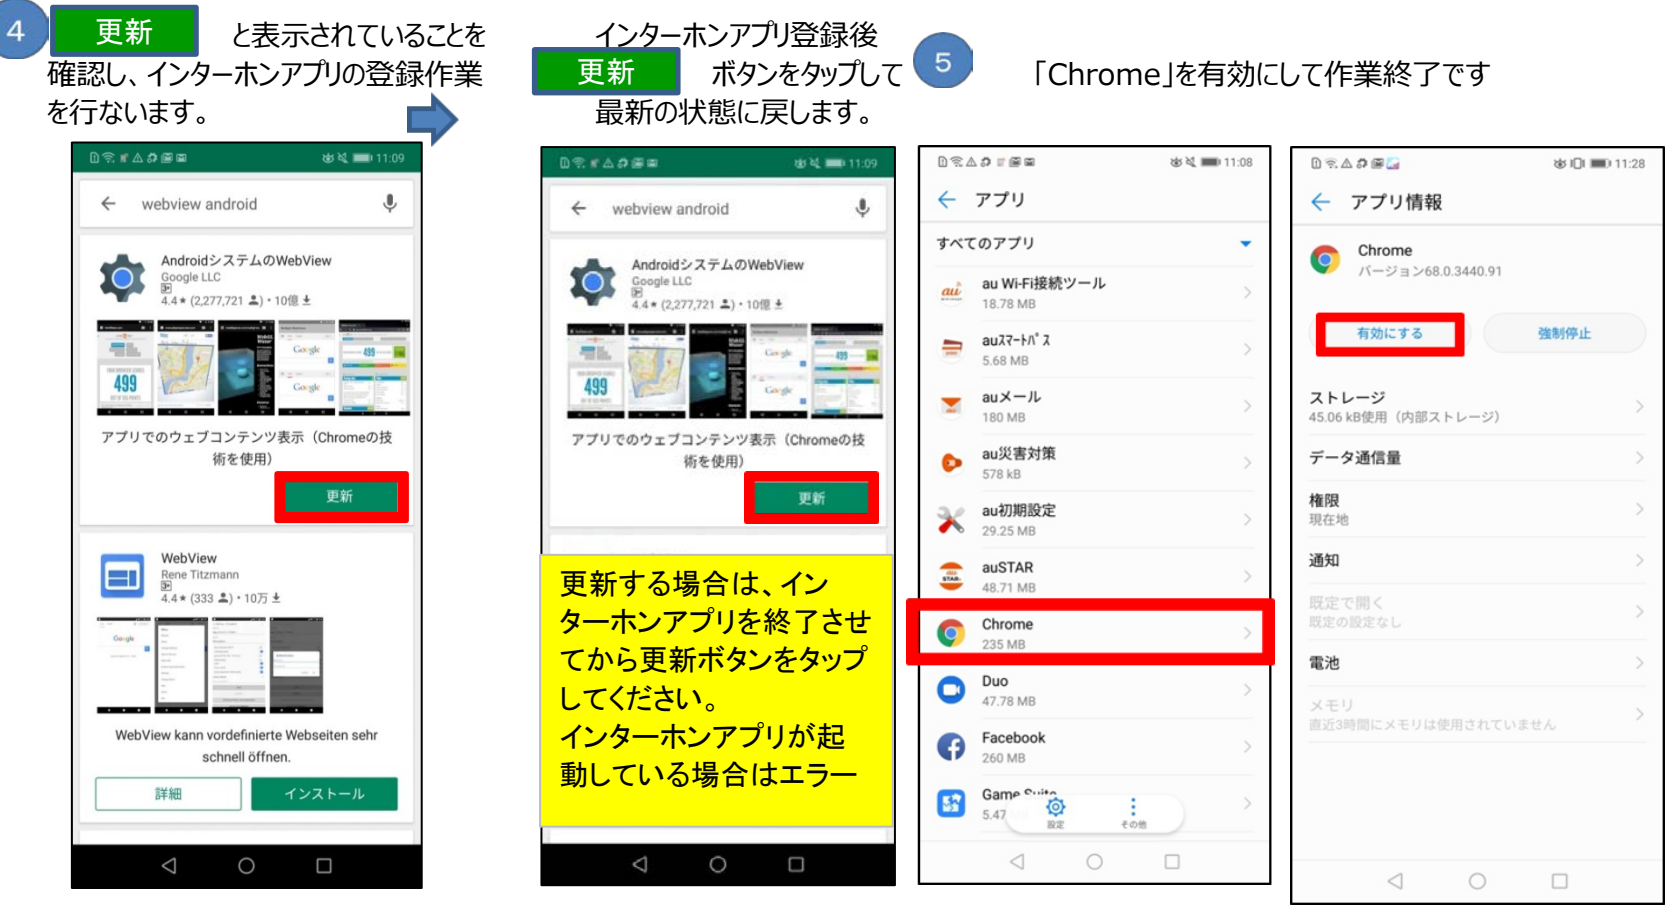 4
更新 と表示されていることを
確認し、インターホンアプリの登録作業
を行ないます。
インターホンアプリ登録後
更新 ボタンをタップして
最新の状態に戻します。
5
「Chrome」を有効にして作業終了です
11:09
webview android
AndroidシステムのWebView
Google LLC
4.4★ (2,277,721)・10億
499
Google
Google
499
アプリでのウェブコンテンツ表示（Chromeの技
術を使用）
更新
WebView
Rene Titzmann
4.4★ (333)・10万
Google
WebView kann vordefinierte Webseiten sehr
schnell öffnen.
詳細
インストール
11:09
webview android
AndroidシステムのWebView
Google LLC
4.4★ (2,277,721)・10億
499
Google
Google
499
アプリでのウェブコンテンツ表示（Chromeの技
術を使用）
更新
更新する場合は、イン
ターホンアプリを終了させ
てから更新ボタンをタップ
してください。
インターホンアプリが起
動している場合はエラー
11:08
アプリ
すべてのアプリ
au
au Wi-Fi接続ツール
18.78 MB
auｽﾏｰﾄﾊﾟｽ
5.68 MB
auメール
180 MB
au災害対策
578 kB
au初期設定
29.25 MB
au
STAR
auSTAR
48.71 MB
Chrome
235 MB
Duo
47.78 MB
Facebook
260 MB
Game Suite
5.47
設定
その他
11:28
アプリ情報
Chrome
バージョン68.0.3440.91
有効にする
強制停止
ストレージ
45.06 kB使用（内部ストレージ）
データ通信量
権限
現在地
通知
既定で開く
既定の設定なし
電池
メモリ
直近3時間にメモリは使用されていません